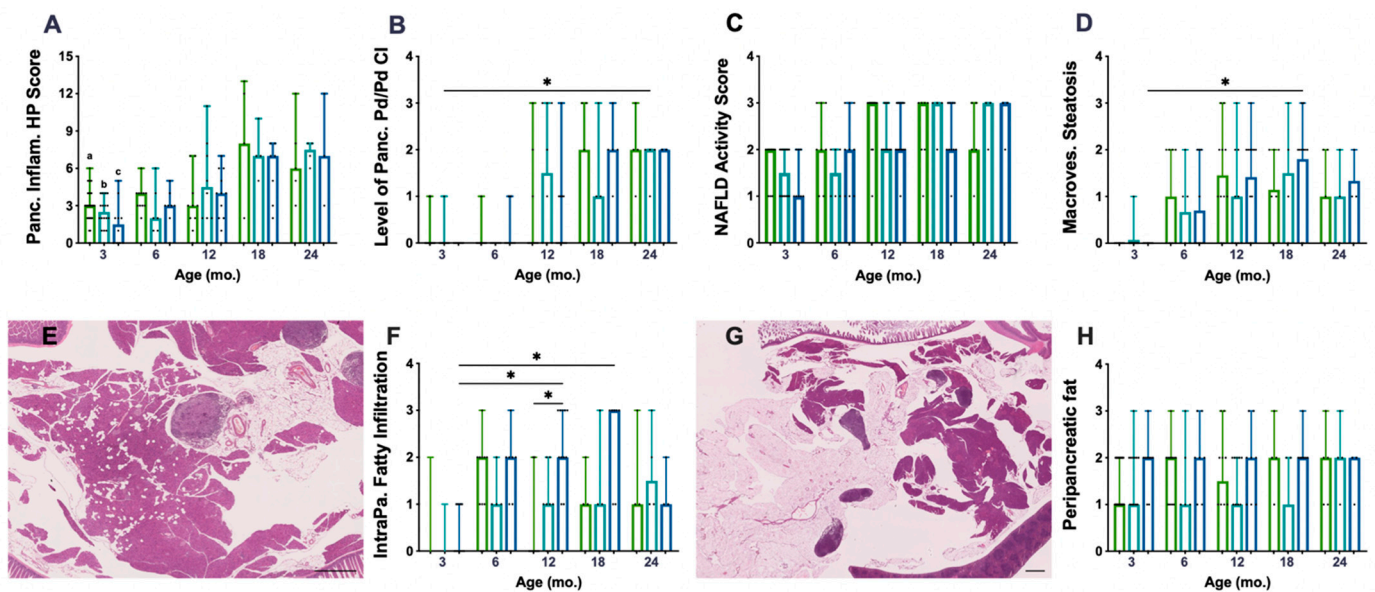 A
Panc. Inflam. HP Score
15
12
9
6
3
0
a
b
c
3 6 12 18 24
Age (mo.)
B
Level of Panc. Pd/Pd CI
4
3
2
1
0
*
3 6 12 18 24
Age (mo.)
C
NAFLD Activity Score
4
3
2
1
0
3 6 12 18 24
Age (mo.)
D
Macroves. Steatosis
4
3
2
1
0
*
3 6 12 18 24
Age (mo.)
E
F
IntraPa. Fatty Infiltration
4
3
2
1
0
*
*
*
3 6 12 18 24
Age (mo.)
G
H
Peripancreatic fat
4
3
2
1
0
3 6 12 18 24
Age (mo.)